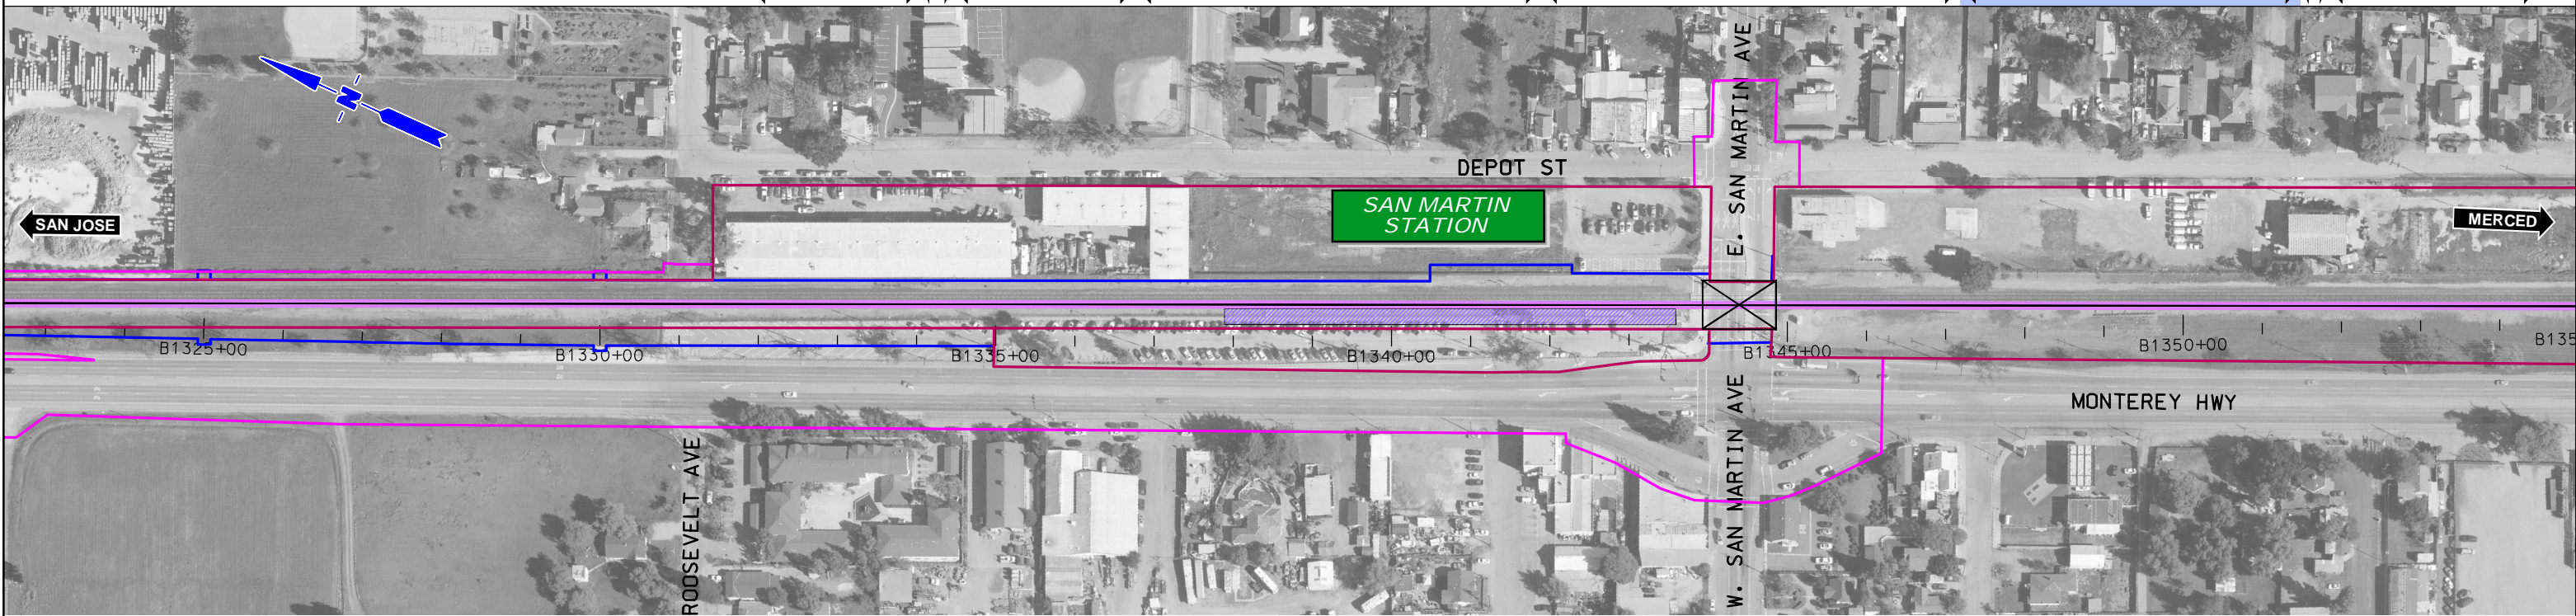 N
DEPOT ST
E. SAN MARTIN AVE
SAN MARTIN
STATION
SAN JOSE
MERCED
B1325+00
B1330+00
B1335+00
B1340+00
B1345+00
B1350+00
B135
MONTEREY HWY
ROOSEVELT AVE
W. SAN MARTIN AVE